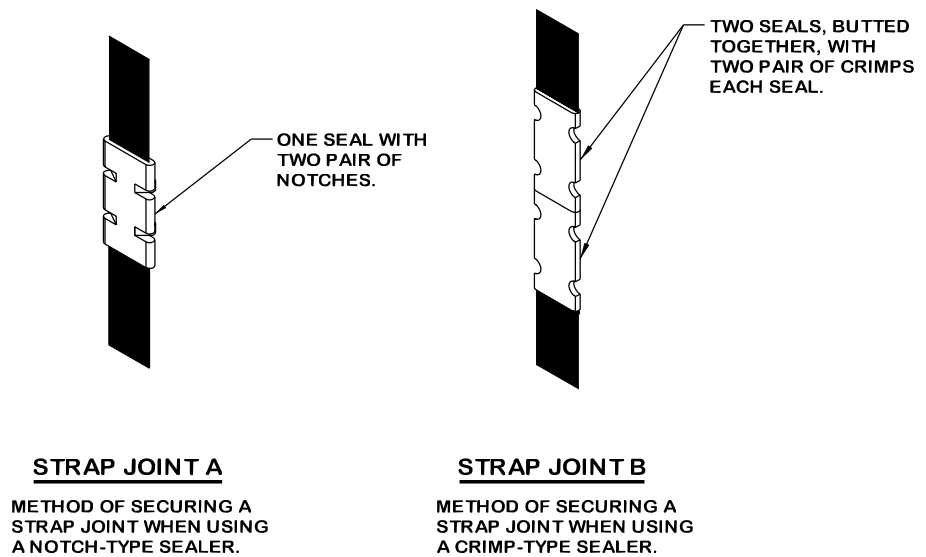 ONE SEAL WITH
TWO PAIR OF
NOTCHES.
TWO SEALS, BUTTED
TOGETHER, WITH
TWO PAIR OF CRIMPS
EACH SEAL.
STRAP JOINT A
METHOD OF SECURING A
STRAP JOINT WHEN USING
A NOTCH-TYPE SEALER.
STRAP JOINT B
METHOD OF SECURING A
STRAP JOINT WHEN USING
A CRIMP-TYPE SEALER.